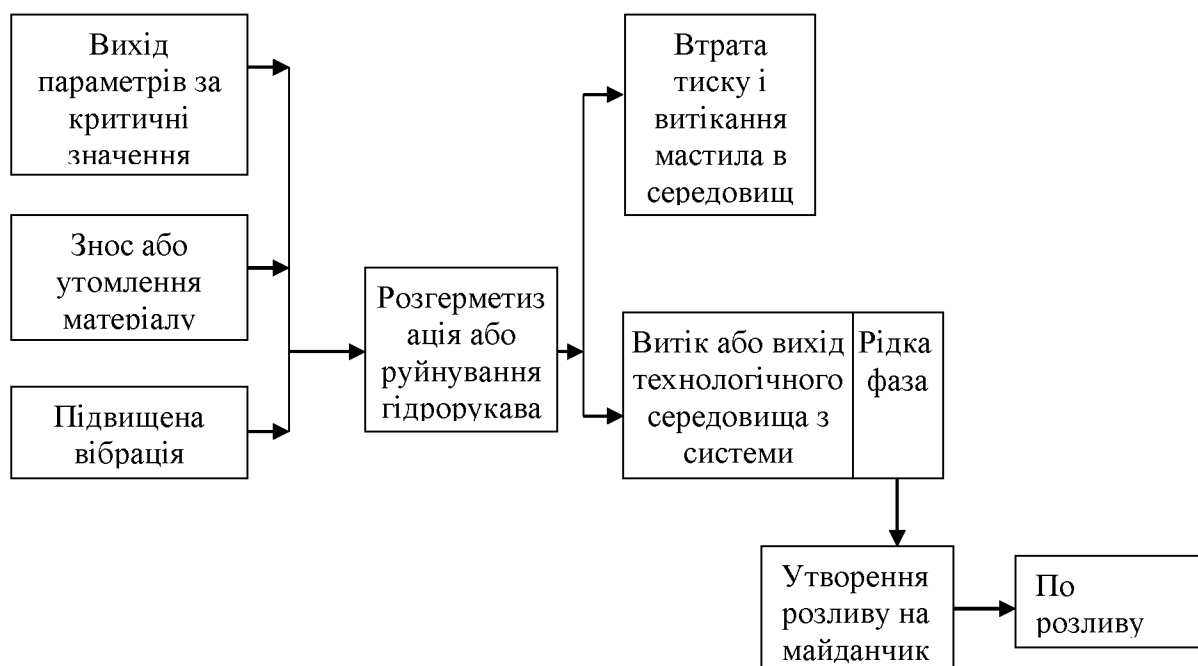 Вихід
параметрів за
критичні
значення
Знос або
утомлення
матеріалу
Підвищена
вібрація
Розгерметиз
ація або
руйнування
гідрорукава
Втрата
тиску і
витікання
мастила в
середовищ
Витік або вихід
технологічного
середовища з
системи
Рідка
фаза
Утворення
розливу на
майданчик
По
розливу